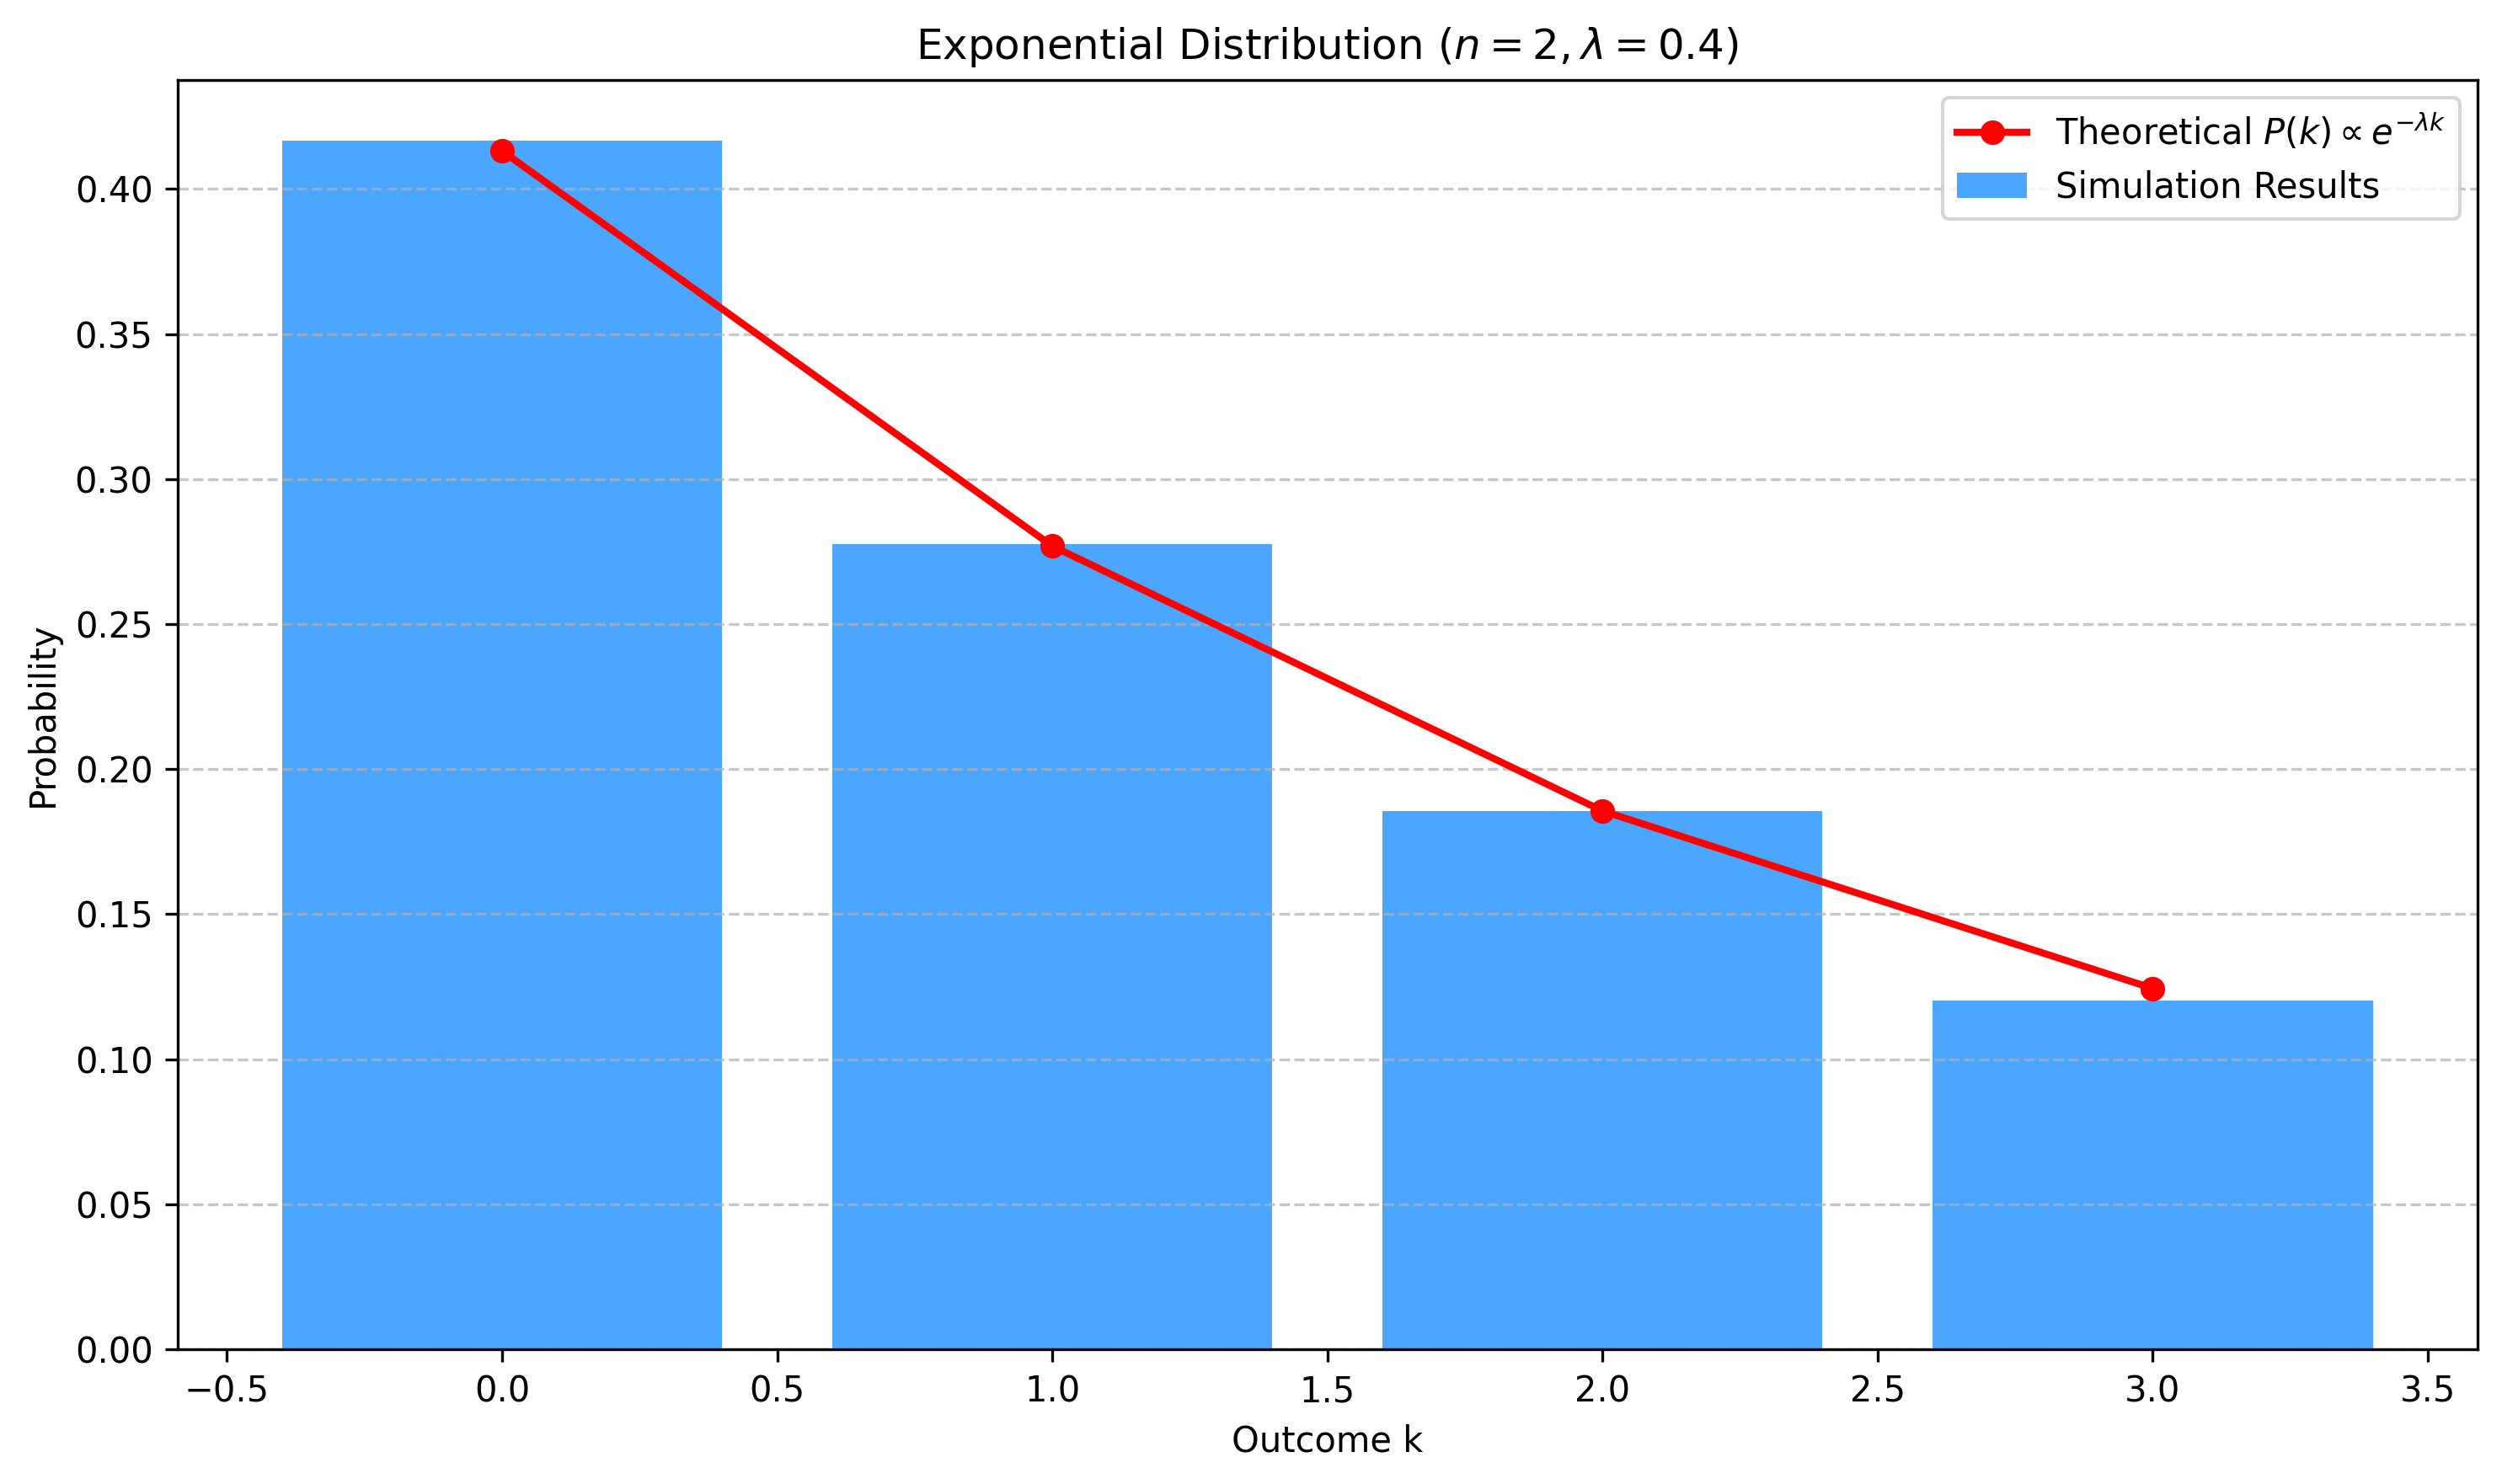 Exponential Distribution (n = 2, λ = 0.4)
Theoretical P(k) ∝ e^{−λk}
Simulation Results
Probability
0.40
0.35
0.30
0.25
0.20
0.15
0.10
0.05
0.00
−0.5 0.0 0.5 1.0 1.5 2.0 2.5 3.0 3.5
Outcome k